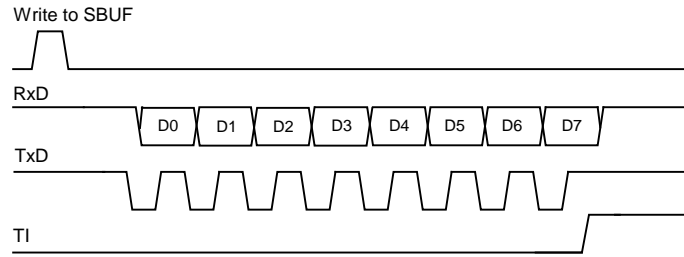 Write to SBUF
RxD
D0 D1 D2 D3 D4 D5 D6 D7
TxD
TI